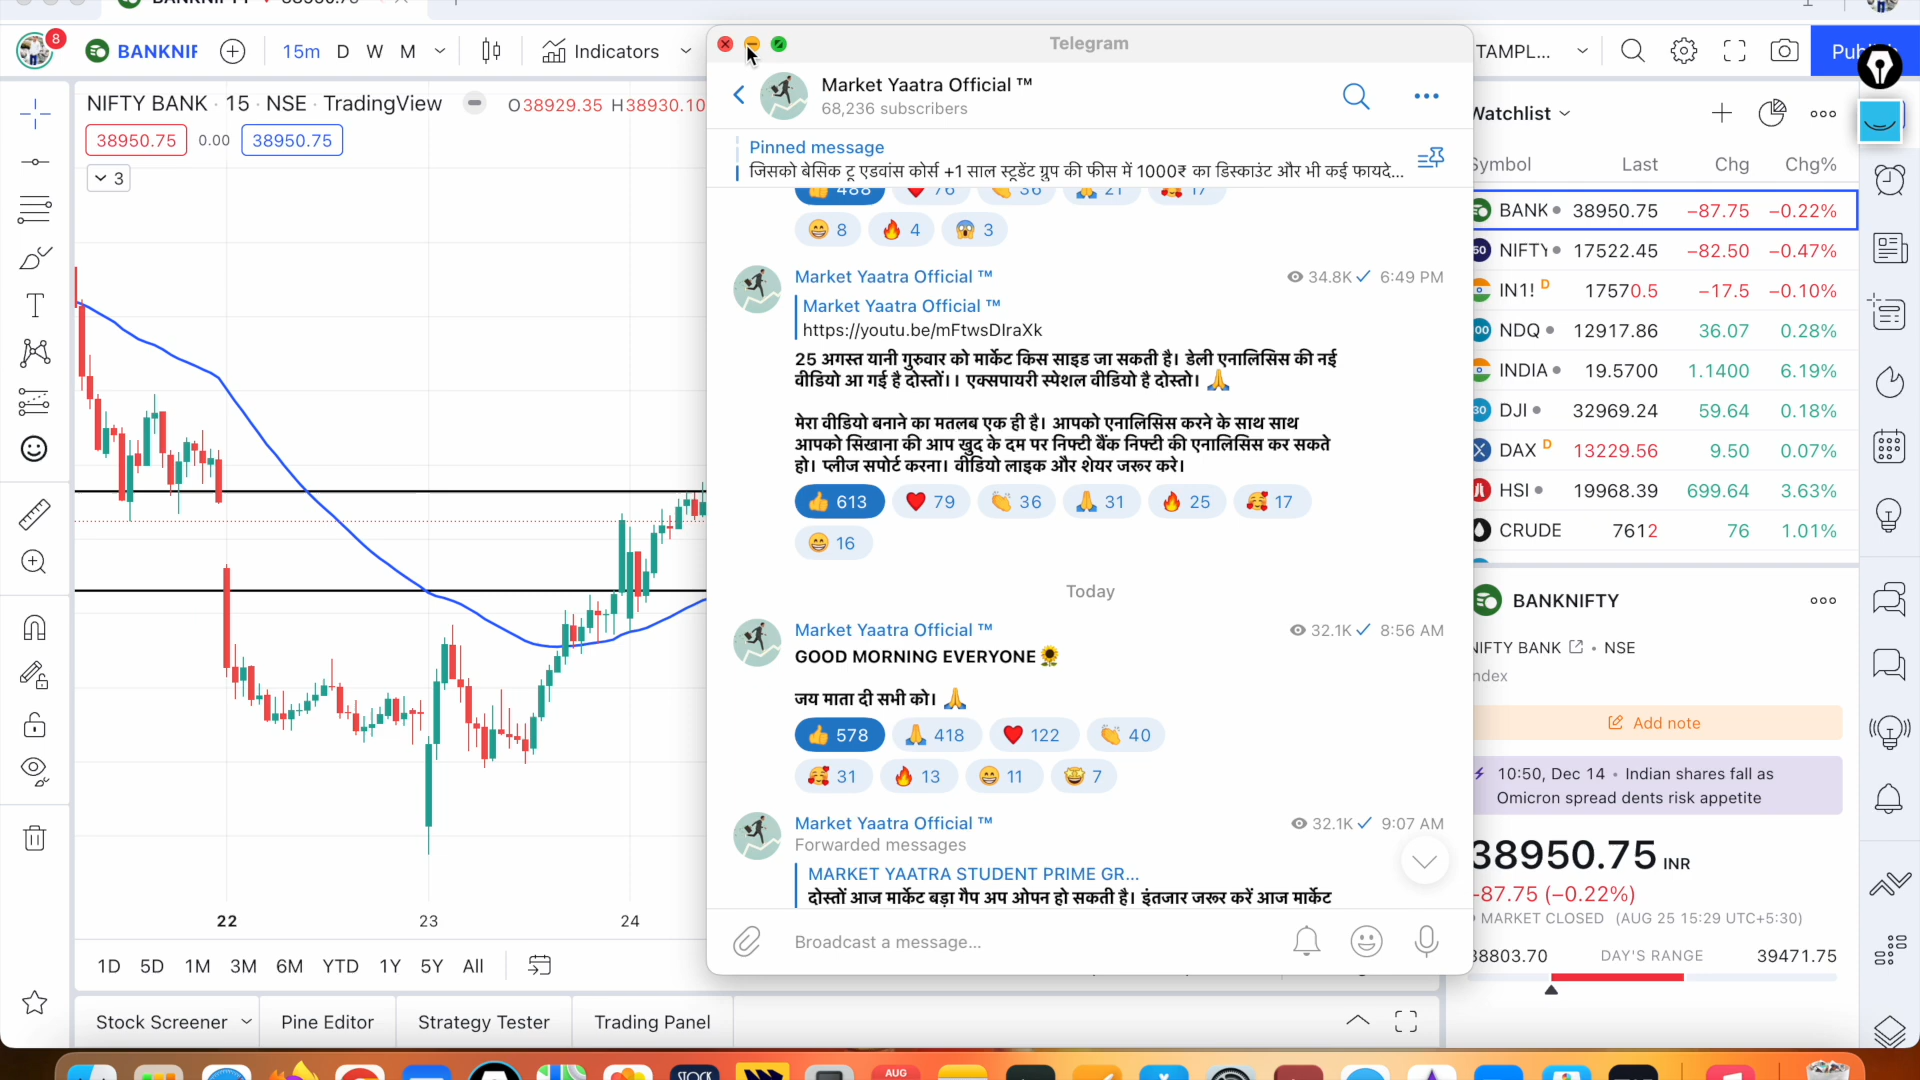 BANKNIF
15m D W M
Indicators
8
NIFTY BANK · 15 · NSE · TradingView
O38929.35 H38930.10
38950.75 0.00 38950.75
3
22 23 24
1D 5D 1M 3M 6M YTD 1Y 5Y All
Stock Screener
Pine Editor
Strategy Tester
Trading Panel
Telegram
Market Yaatra Official ™
68,236 subscribers
Pinned message
जिसको बेसिक टू एडवांस कोर्स +1 साल स्टूडेंट ग्रुप की फीस में 1000₹ का डिस्काउंट और भी कई फायदे...
488 76 36 21 17
8 4 3
Market Yaatra Official ™ 34.8K 6:49 PM
Market Yaatra Official ™
https://youtu.be/mFtwsDIraXk
25 अगस्त यानी गुरुवार को मार्केट किस साइड जा सकती है। डेली एनालिसिस की नई
वीडियो आ गई है दोस्तों।। एक्सपायरी स्पेशल वीडियो है दोस्तो। 🙏
मेरा वीडियो बनाने का मतलब एक ही है। आपको एनालिसिस करने के साथ साथ
आपको सिखाना की आप खुद के दम पर निफ्टी बैंक निफ्टी की एनालिसिस कर सकते
हो। प्लीज सपोर्ट करना। वीडियो लाइक और शेयर जरूर करे।
613 79 36 31 25 17
16
Today
Market Yaatra Official ™ 32.1K 8:56 AM
GOOD MORNING EVERYONE🌻
जय माता दी सभी को। 🙏
578 418 122 40
31 13 11 7
Market Yaatra Official ™ 32.1K 9:07 AM
Forwarded messages
MARKET YAATRA STUDENT PRIME GR...
दोस्तों आज मार्केट बड़ा गैप अप ओपन हो सकती है। इंतजार जरूर करें आज मार्केट
Broadcast a message...
TAMPL...
Watchlist
Symbol Last Chg Chg%
BANK 38950.75 −87.75 −0.22%
NIFTY 17522.45 −82.50 −0.47%
IN1! D 17570.5 −17.5 −0.10%
NDQ 12917.86 36.07 0.28%
INDIA 19.5700 1.1400 6.19%
DJI 32969.24 59.64 0.18%
DAX D 13229.56 9.50 0.07%
HSI 19968.39 699.64 3.63%
CRUDE 7612 76 1.01%
BANKNIFTY
NIFTY BANK • NSE
Add note
10:50, Dec 14 • Indian shares fall as
Omicron spread dents risk appetite
38950.75 INR
-87.75 (−0.22%)
MARKET CLOSED (AUG 25 15:29 UTC+5:30)
38803.70 DAY'S RANGE 39471.75
STOCK
AUG